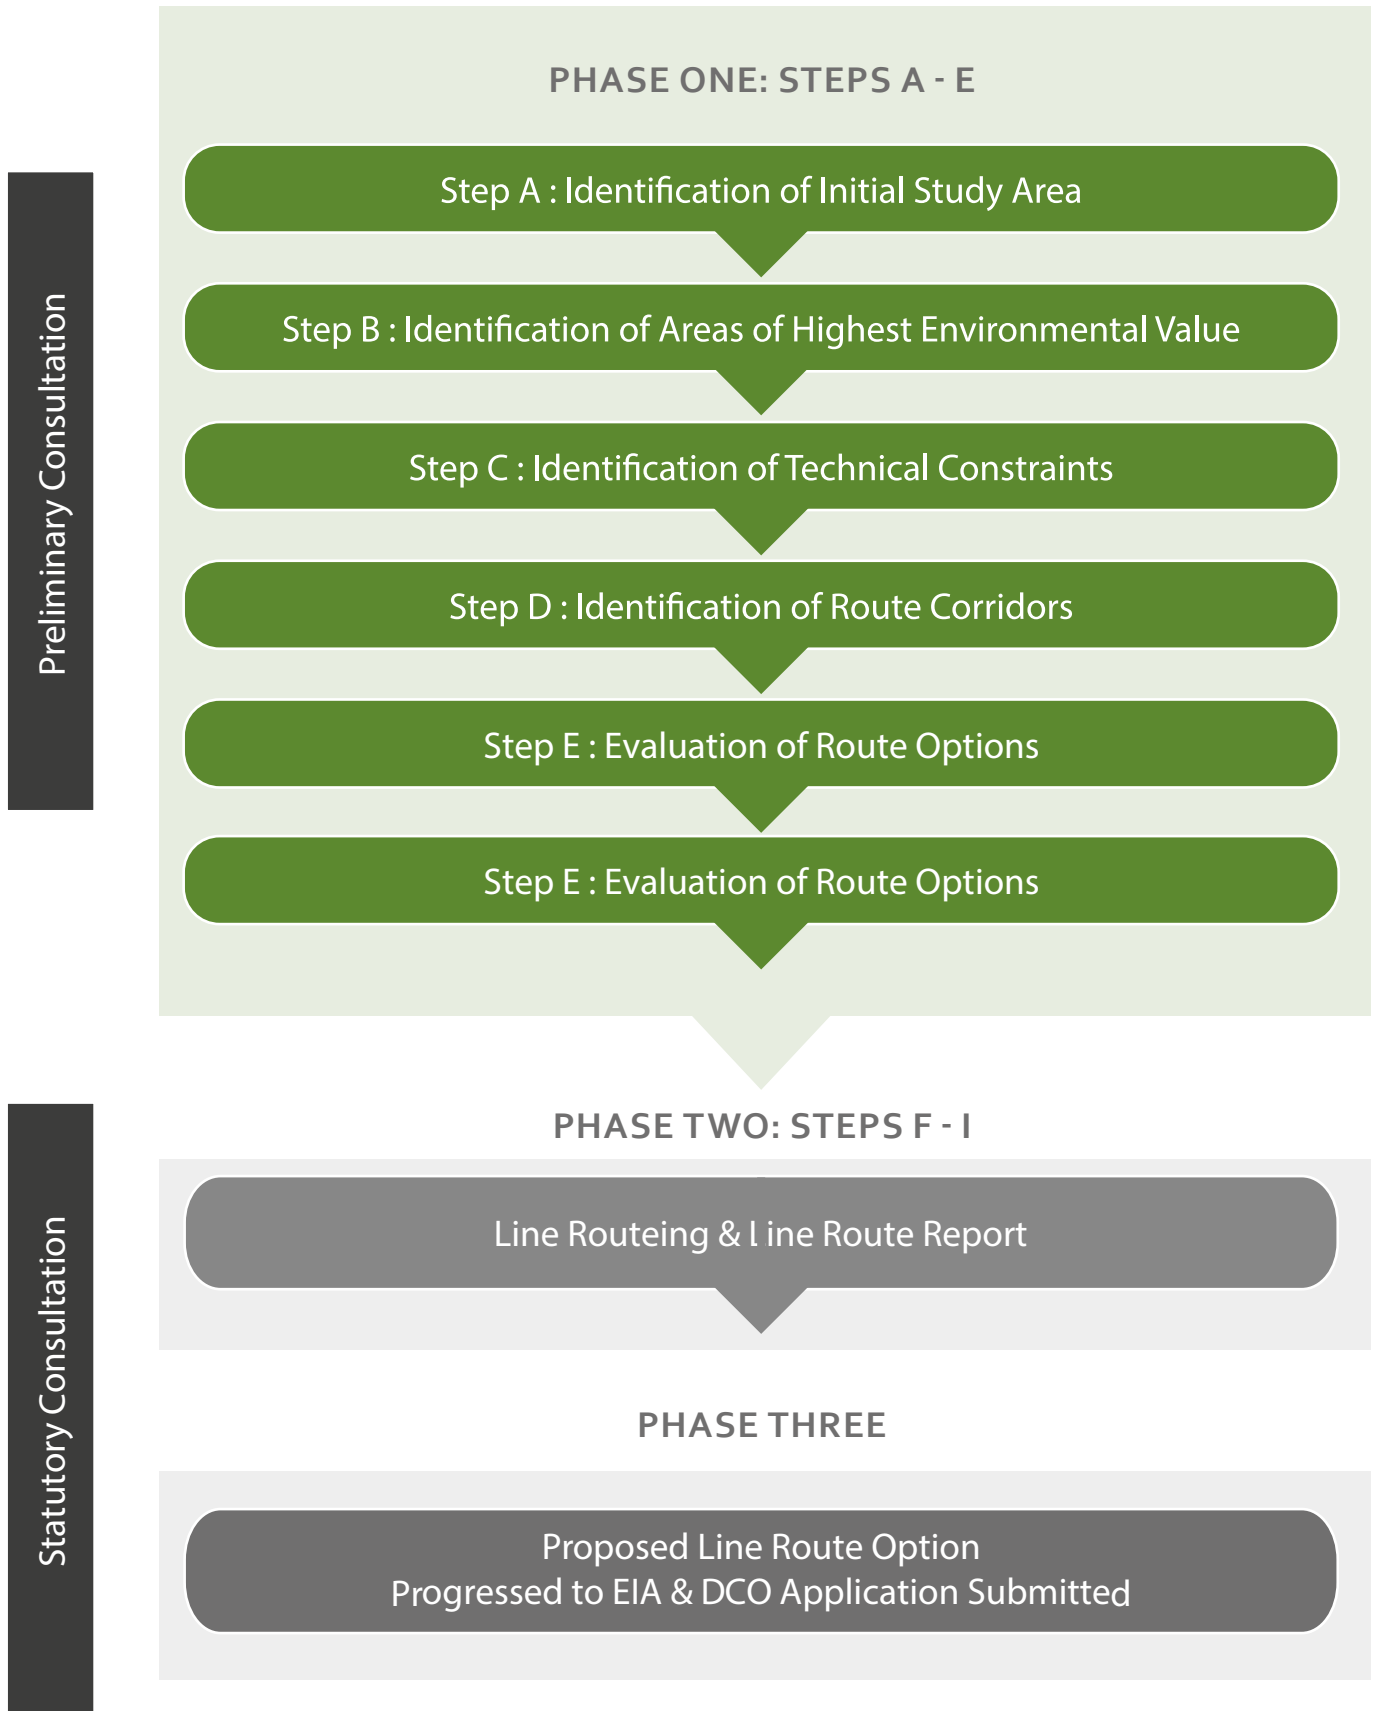 PHASE ONE: STEPS A - E
Preliminary Consultation
Step A : Identification of Initial Study Area
Step B : Identification of Areas of Highest Environmental Value
Step C : Identification of Technical Constraints
Step D : Identification of Route Corridors
Step E : Evaluation of Route Options
Step E : Evaluation of Route Options
Statutory Consultation
PHASE TWO: STEPS F - I
Line Routeing & Line Route Report
PHASE THREE
Proposed Line Route Option
Progressed to EIA & DCO Application Submitted